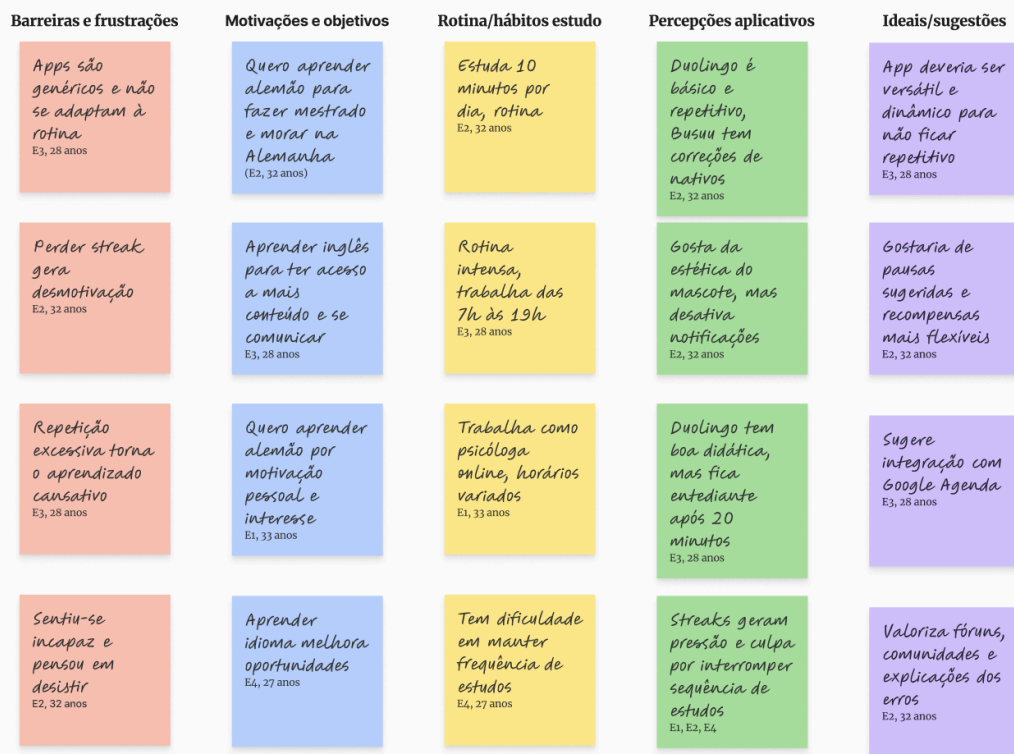 Barreiras e frustrações
Apps são
genéricos e não
se adaptam à
rotina
E3, 28 anos
Perder streak
gera
desmotivação
E2, 32 anos
Repetição
excessiva torna
o aprendizado
cansativo
E3, 28 anos
Sentiu-se
incapaz e
pensou em
desistir
E2, 32 anos
Motivações e objetivos
Quero aprender
alemão para
fazer mestrado
e morar na
Alemanha
(E2, 32 anos)
Aprender inglês
para ter acesso
a mais
conteúdo e se
comunicar
E3, 28 anos
Quero aprender
alemão por
motivação
pessoal e
interesse
E1, 33 anos
Aprender
idioma melhora
oportunidades
E4, 27 anos
Rotina/hábitos estudo
Estuda 10
minutos por
dia, rotina
E2, 32 anos
Rotina
intensa,
trabalha das
7h às 19h
E3, 28 anos
Trabalha como
psicóloga
online, horários
variados
E1, 33 anos
Tem dificuldade
em manter
frequência de
estudos
E4, 27 anos
Percepções aplicativos
Duolingo é
básico e
repetitivo,
Busuu tem
correções de
nativos
E2, 32 anos
Gosta da
estética do
mascote, mas
desativa
notificações
E2, 32 anos
Duolingo tem
boa didática,
mas fica
entediante
após 20
minutos
E3, 28 anos
Streaks geram
pressão e culpa
por interromper
sequência de
estudos
E1, E2, E4
Ideais/sugestões
App deveria ser
versátil e
dinâmico para
não ficar
repetitivo
E3, 28 anos
Gostaria de
pausas
sugeridas e
recompensas
mais flexíveis
E2, 32 anos
Sugere
integração com
Google Agenda
E3, 28 anos
Valoriza fóruns,
comunidades e
explicações dos
erros
E2, 32 anos